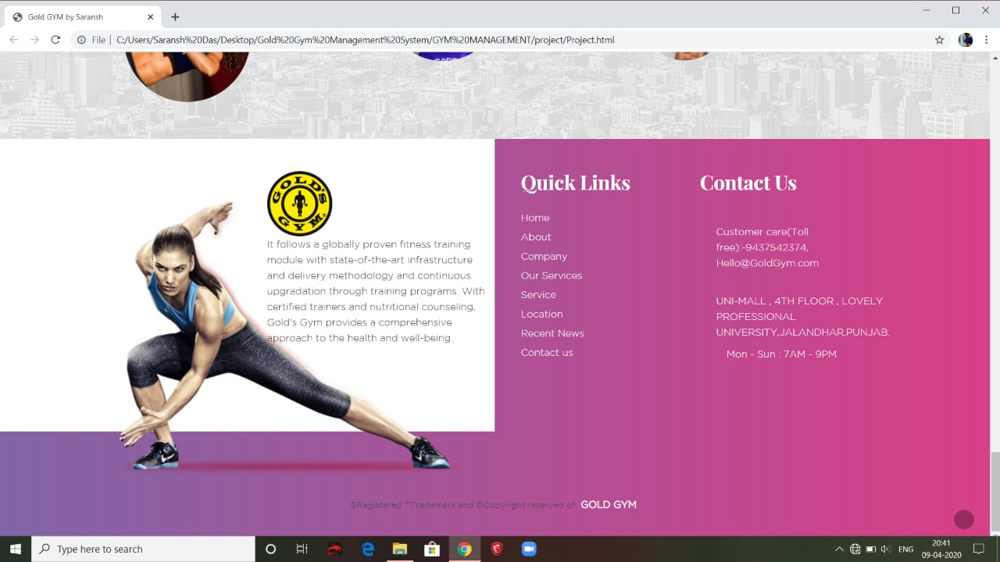 Gold GYM by Saransh
File | C:/Users/Saransh%20Das/Desktop/Gold%20Gym%20Management%20System/GYM%20MANAGEMENT/project/Project.html
GOLD'S GYM
It follows a globally proven fitness training
module with state-of-the-art infrastructure
and delivery methodology and continuous
upgradation through training programs. With
certified trainers and nutritional counseling,
Gold's Gym provides a comprehensive
approach to the health and well-being.
Quick Links
Home
About
Company
Our Services
Service
Location
Recent News
Contact us
Contact Us
Customer care(Toll
free):-9437542374,
Hello@GoldGym.com
UNI-MALL , 4TH FLOOR , LOVELY
PROFESSIONAL
UNIVERSITY,JALANDHAR,PUNJAB.
Mon - Sun : 7AM - 9PM
®Registered ™Trademark and ©Copyright reserved of GOLD GYM
Type here to search
ENG
20:41
09-04-2020